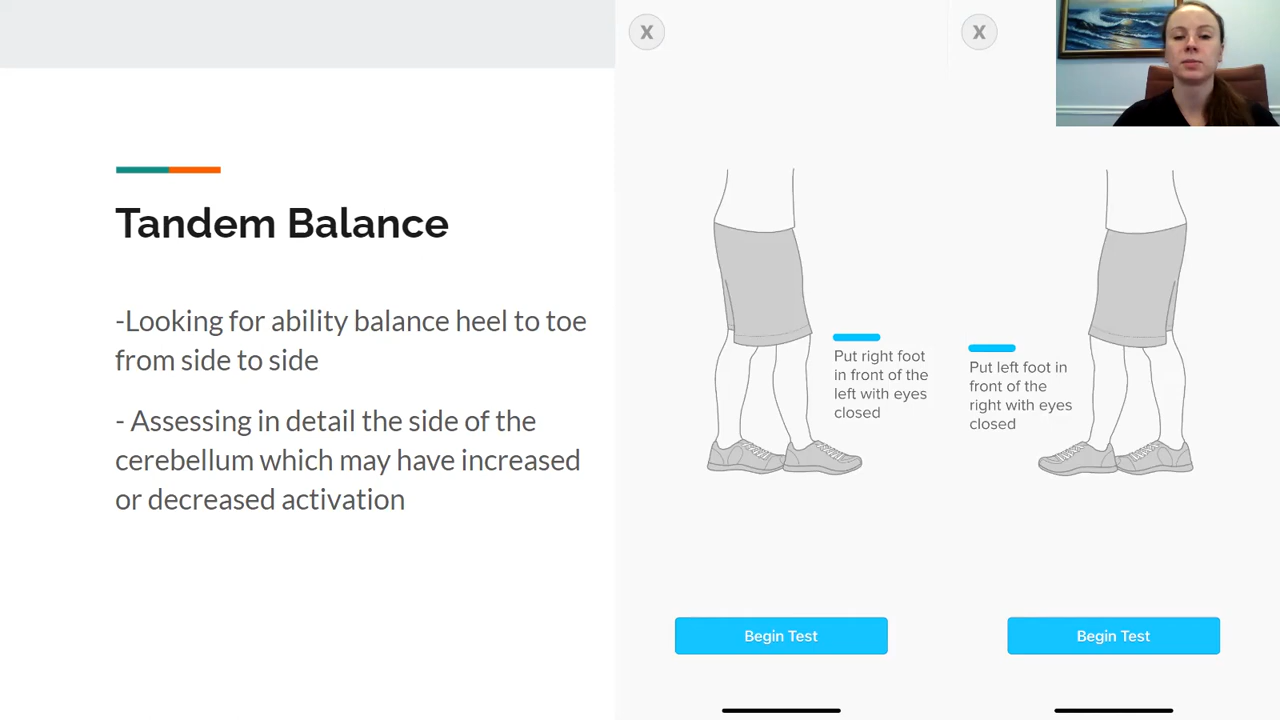 Tandem Balance
-Looking for ability balance heel to toe
from side to side
- Assessing in detail the side of the
cerebellum which may have increased
or decreased activation
X
Put right foot
in front of the
left with eyes
closed
Begin Test
X
Put left foot in
front of the
right with eyes
closed
Begin Test